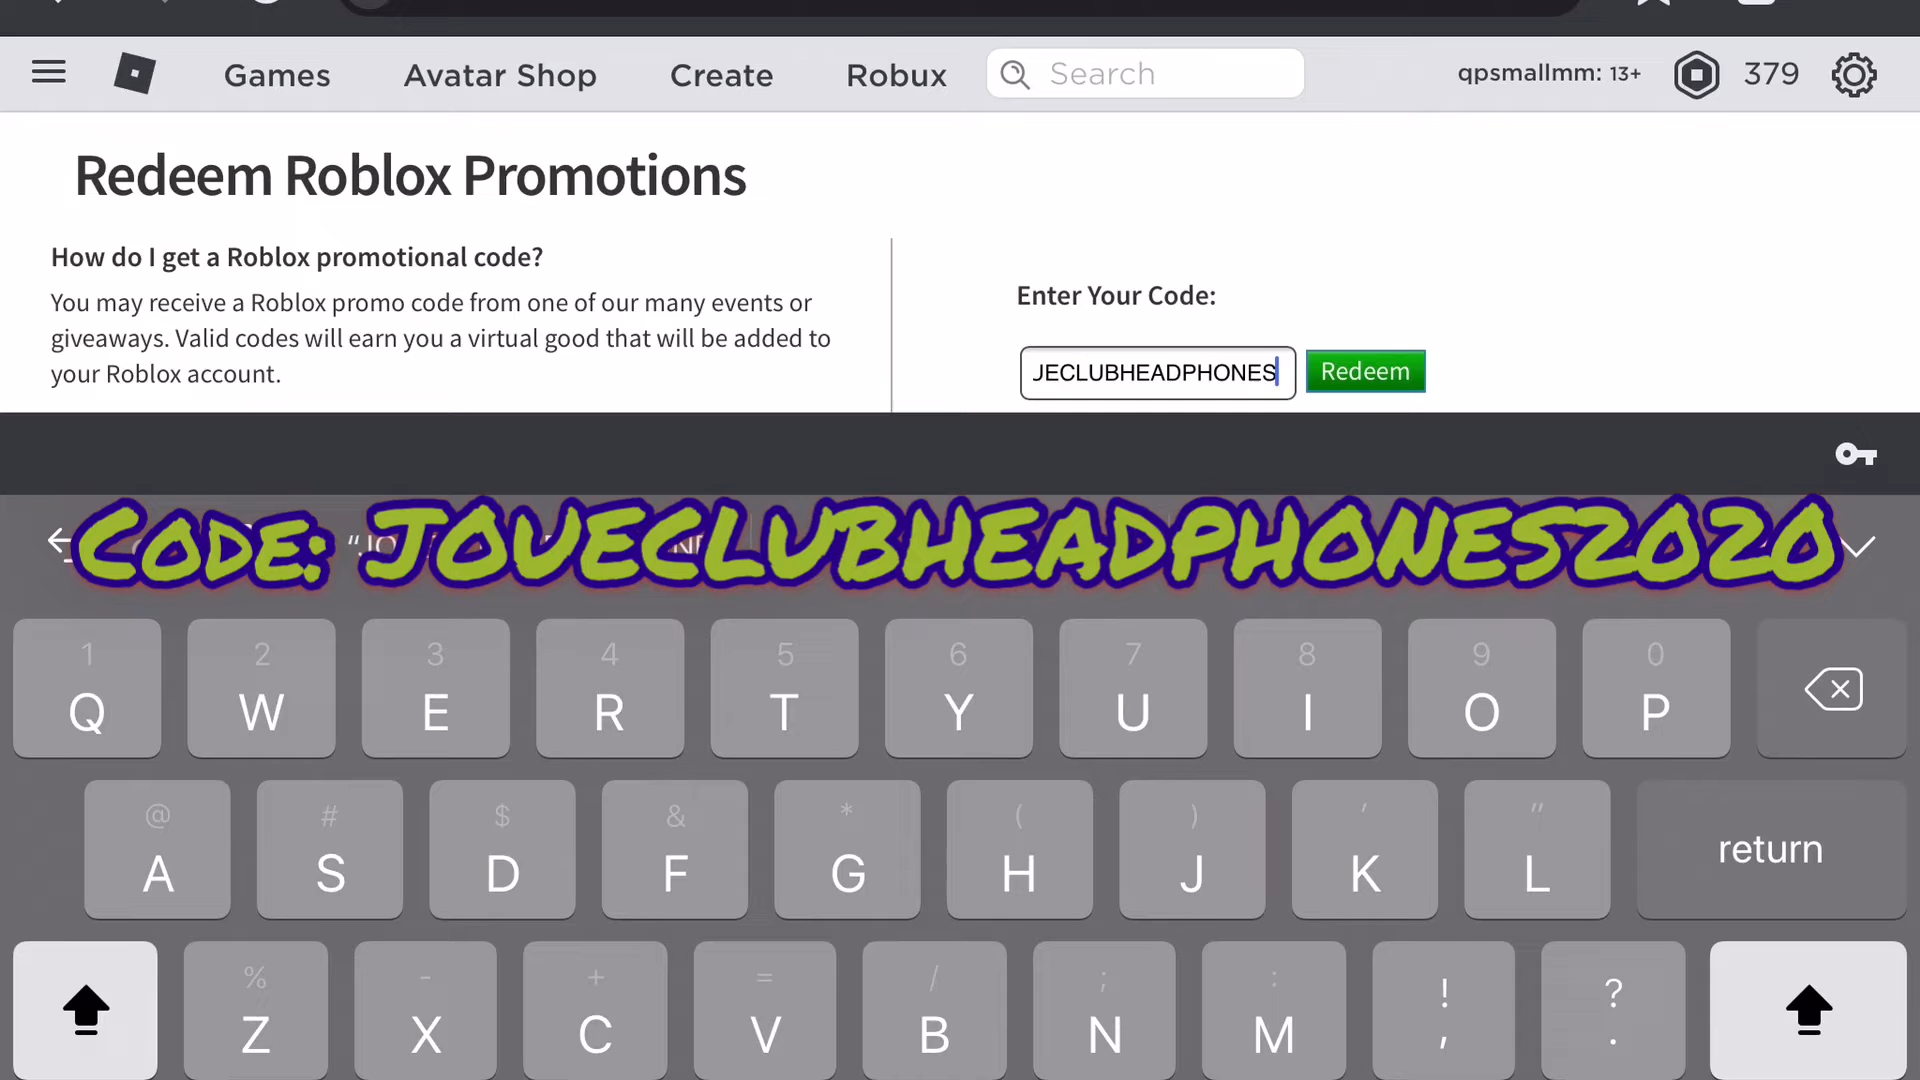 Games Avatar Shop Create Robux Search qpsmallmm: 13+ 379
Redeem Roblox Promotions
How do I get a Roblox promotional code?
You may receive a Roblox promo code from one of our many events or
giveaways. Valid codes will earn you a virtual good that will be added to
your Roblox account.
Enter Your Code:
JECLUBHEADPHONES Redeem
CODE: JOUECLUBHEADPHONES2020
1 2 3 4 5 6 7 8 9 0
Q W E R T Y U I O P
@ # $ & * ( ) ' "
A S D F G H J K L return
% - + = / ; : ! ?
Z X C V B N M , .